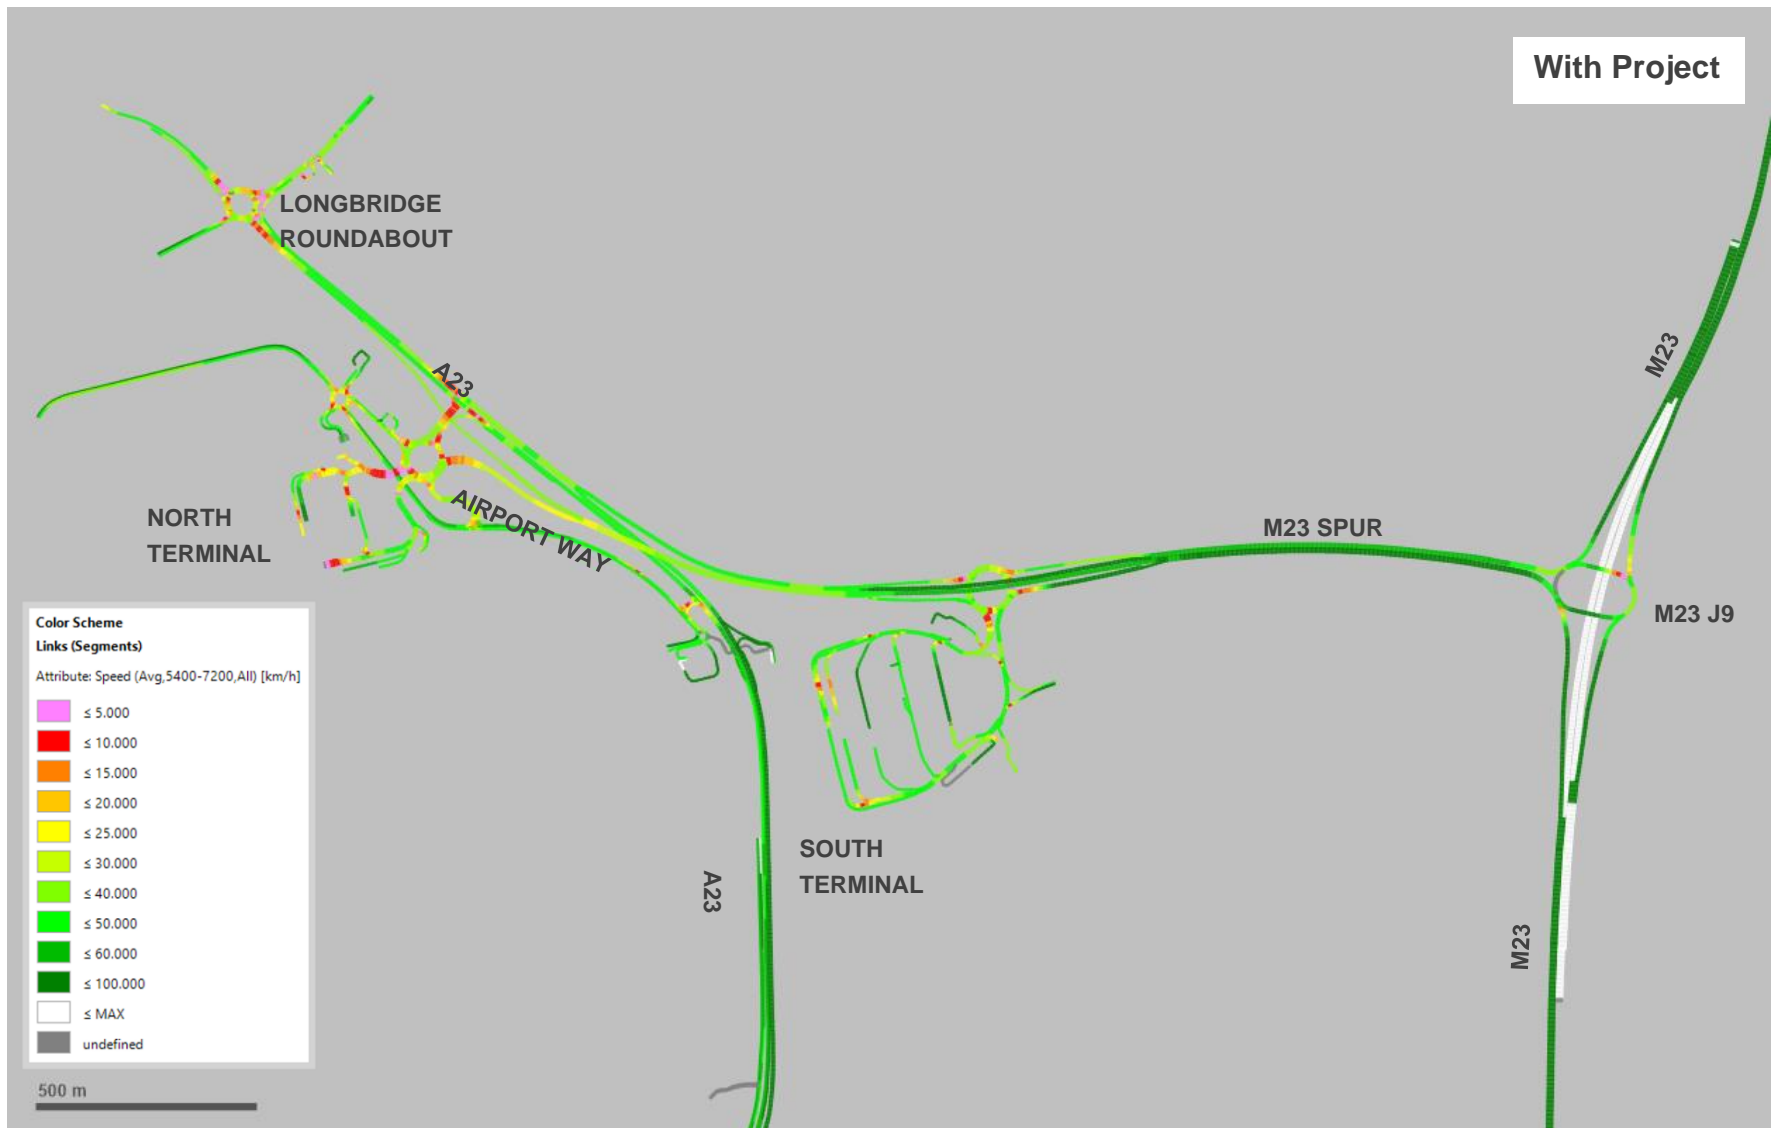 With Project
LONGBRIDGE
ROUNDABOUT
A23
M23
NORTH
TERMINAL
AIRPORT WAY
M23 SPUR
M23 J9
Color Scheme
Links (Segments)
Attribute: Speed (Avg,5400-7200,All) [km/h]
≤ 5.000
≤ 10.000
≤ 15.000
≤ 20.000
≤ 25.000
≤ 30.000
≤ 40.000
≤ 50.000
≤ 60.000
≤ 100.000
≤ MAX
undefined
500 m
SOUTH
TERMINAL
A23
M23